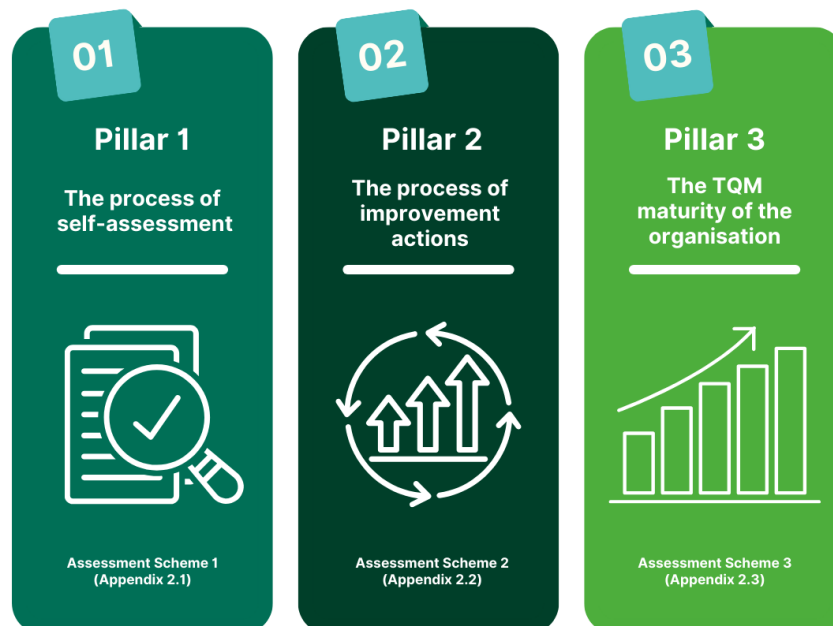 01
Pillar 1
The process of
self-assessment
Assessment Scheme 1
(Appendix 2.1)
02
Pillar 2
The process of
improvement
actions
Assessment Scheme 2
(Appendix 2.2)
03
Pillar 3
The TQM
maturity of the
organisation
Assessment Scheme 3
(Appendix 2.3)